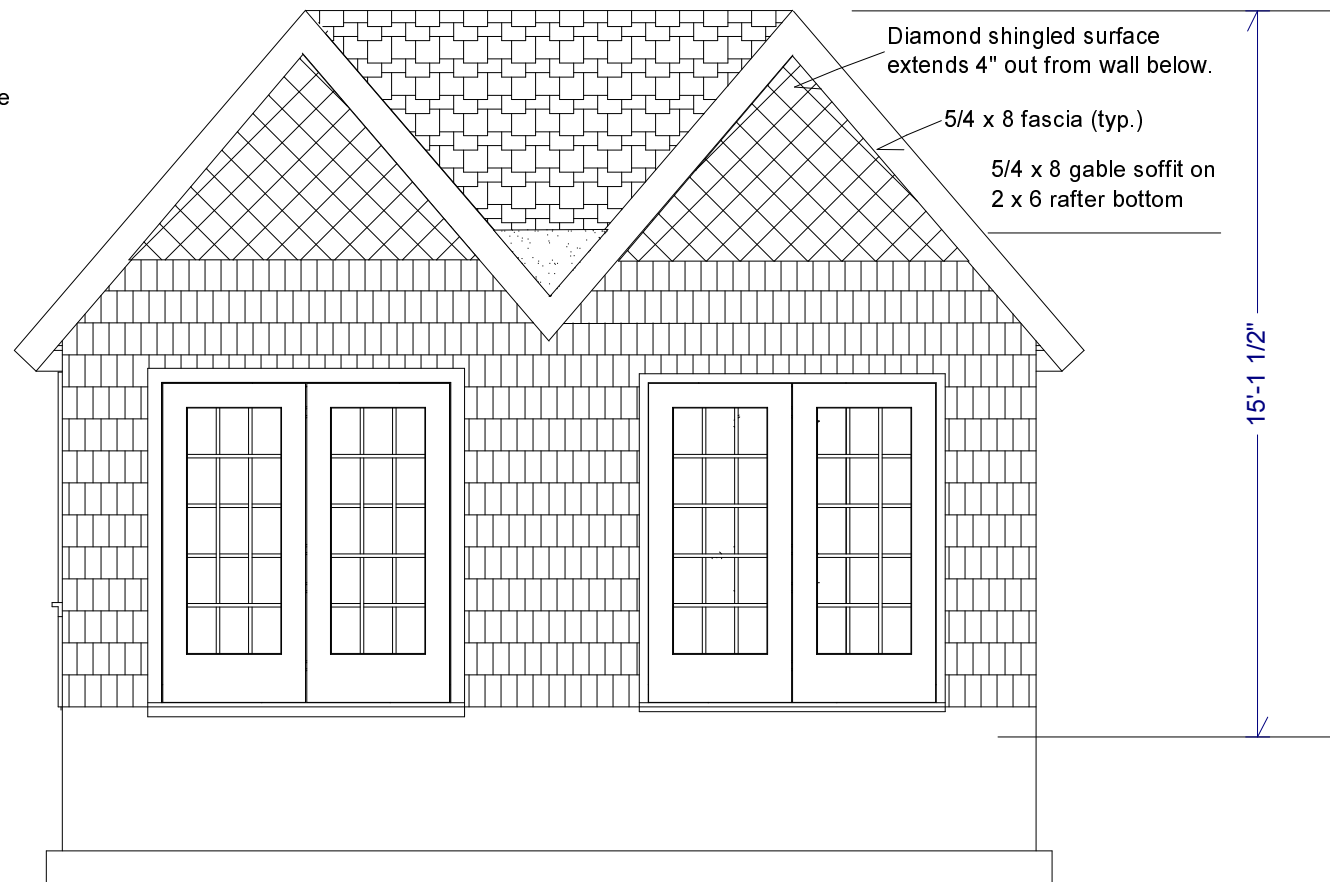 Diamond shingled surface
extends 4" out from wall below.
e
5/4 x 8 fascia (typ.)
5/4 x 8 gable soffit on
2 x 6 rafter bottom
15'-1 1/2"